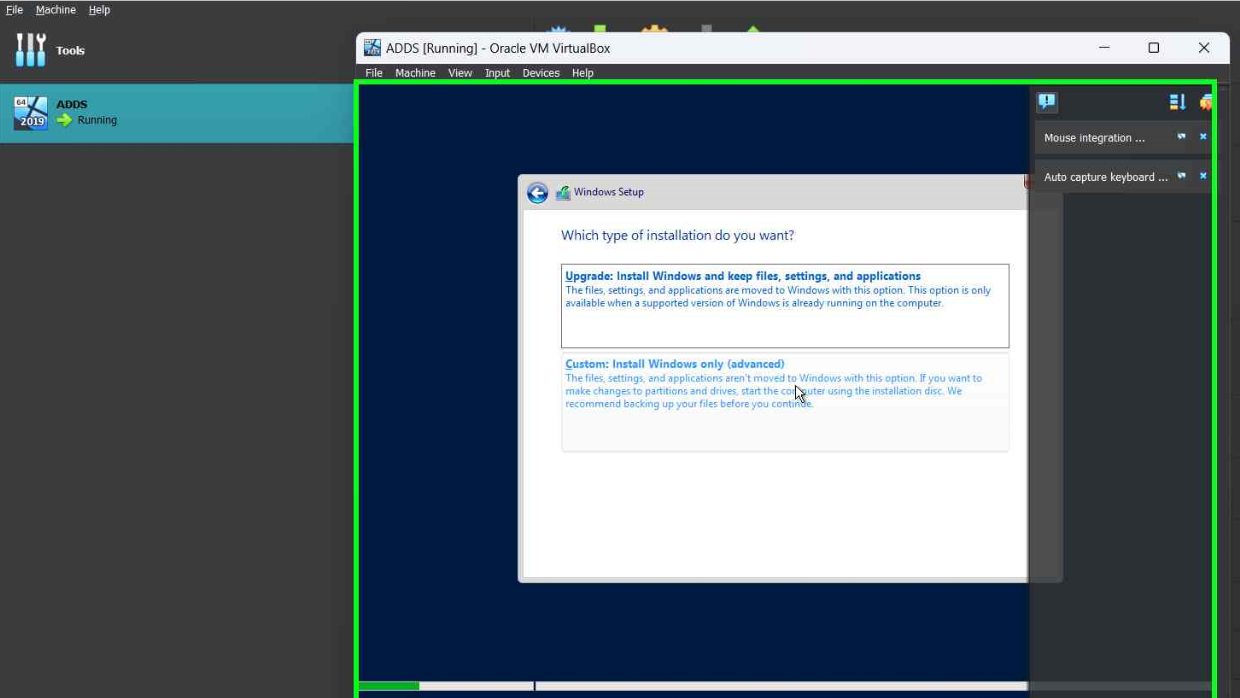 File Machine Help
Tools
ADDS [Running] - Oracle VM VirtualBox
File Machine View Input Devices Help
64
2019
ADDS
Running
Mouse integration ...
Auto capture keyboard ...
Windows Setup
Which type of installation do you want?
Upgrade: Install Windows and keep files, settings, and applications
The files, settings, and applications are moved to Windows with this option. This option is only
available when a supported version of Windows is already running on the computer.
Custom: Install Windows only (advanced)
The files, settings, and applications aren't moved to Windows with this option. If you want to
make changes to partitions and drives, start the computer using the installation disc. We
recommend backing up your files before you continue.